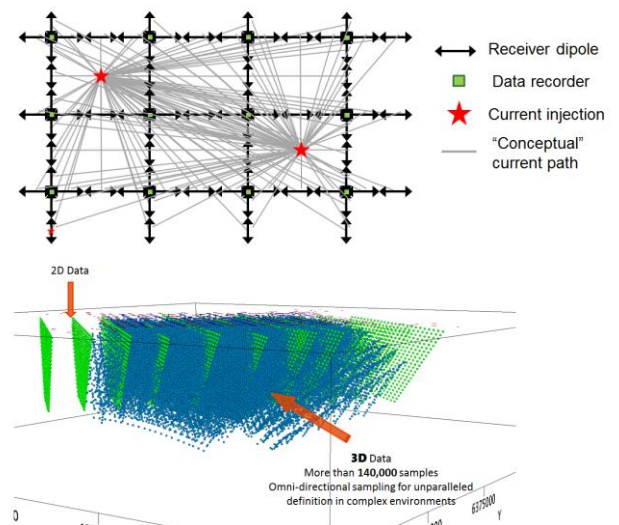 Receiver dipole
Data recorder
Current injection
“Conceptual”
current path
2D Data
3D Data
More than 140,000 samples
Omni-directional sampling for unparalleled
definition in complex environments
6375000
Y